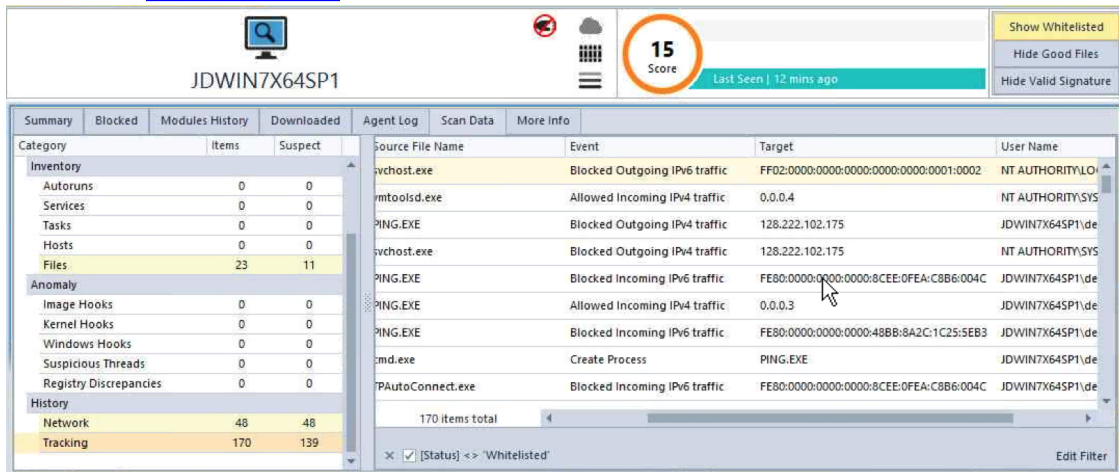 JDWIN7X64SP1
15
Score
Last Seen | 12 mins ago
Show Whitelisted
Hide Good Files
Hide Valid Signature
Summary Blocked Modules History Downloaded Agent Log Scan Data More Info
Category Items Suspect
Inventory
Autoruns 0 0
Services 0 0
Tasks 0 0
Hosts 0 0
Files 23 11
Anomaly
Image Hooks 0 0
Kernel Hooks 0 0
Windows Hooks 0 0
Suspicious Threads 0 0
Registry Discrepancies 0 0
History
Network 48 48
Tracking 170 139
Source File Name Event Target User Name
svchost.exe Blocked Outgoing IPv6 traffic FF02:0000:0000:0000:0000:0000:0001:0002 NT AUTHORITY\LO
vmtoolsd.exe Allowed Incoming IPv4 traffic 0.0.0.4 NT AUTHORITY\SYS
PING.EXE Blocked Outgoing IPv4 traffic 128.222.102.175 JDWIN7X64SP1\de
svchost.exe Blocked Outgoing IPv4 traffic 128.222.102.175 NT AUTHORITY\SYS
PING.EXE Blocked Incoming IPv6 traffic FE80:0000:0000:0000:8CEE:0FEA:C8B6:004C JDWIN7X64SP1\de
PING.EXE Allowed Incoming IPv4 traffic 0.0.0.3 JDWIN7X64SP1\de
PING.EXE Blocked Incoming IPv6 traffic FE80:0000:0000:0000:48BB:8A2C:1C25:5EB3 JDWIN7X64SP1\de
cmd.exe Create Process PING.EXE JDWIN7X64SP1\de
TPAutoConnect.exe Blocked Incoming IPv6 traffic FE80:0000:0000:0000:8CEE:0FEA:C8B6:004C JDWIN7X64SP1\de
170 items total
[Status] <> 'Whitelisted' Edit Filter